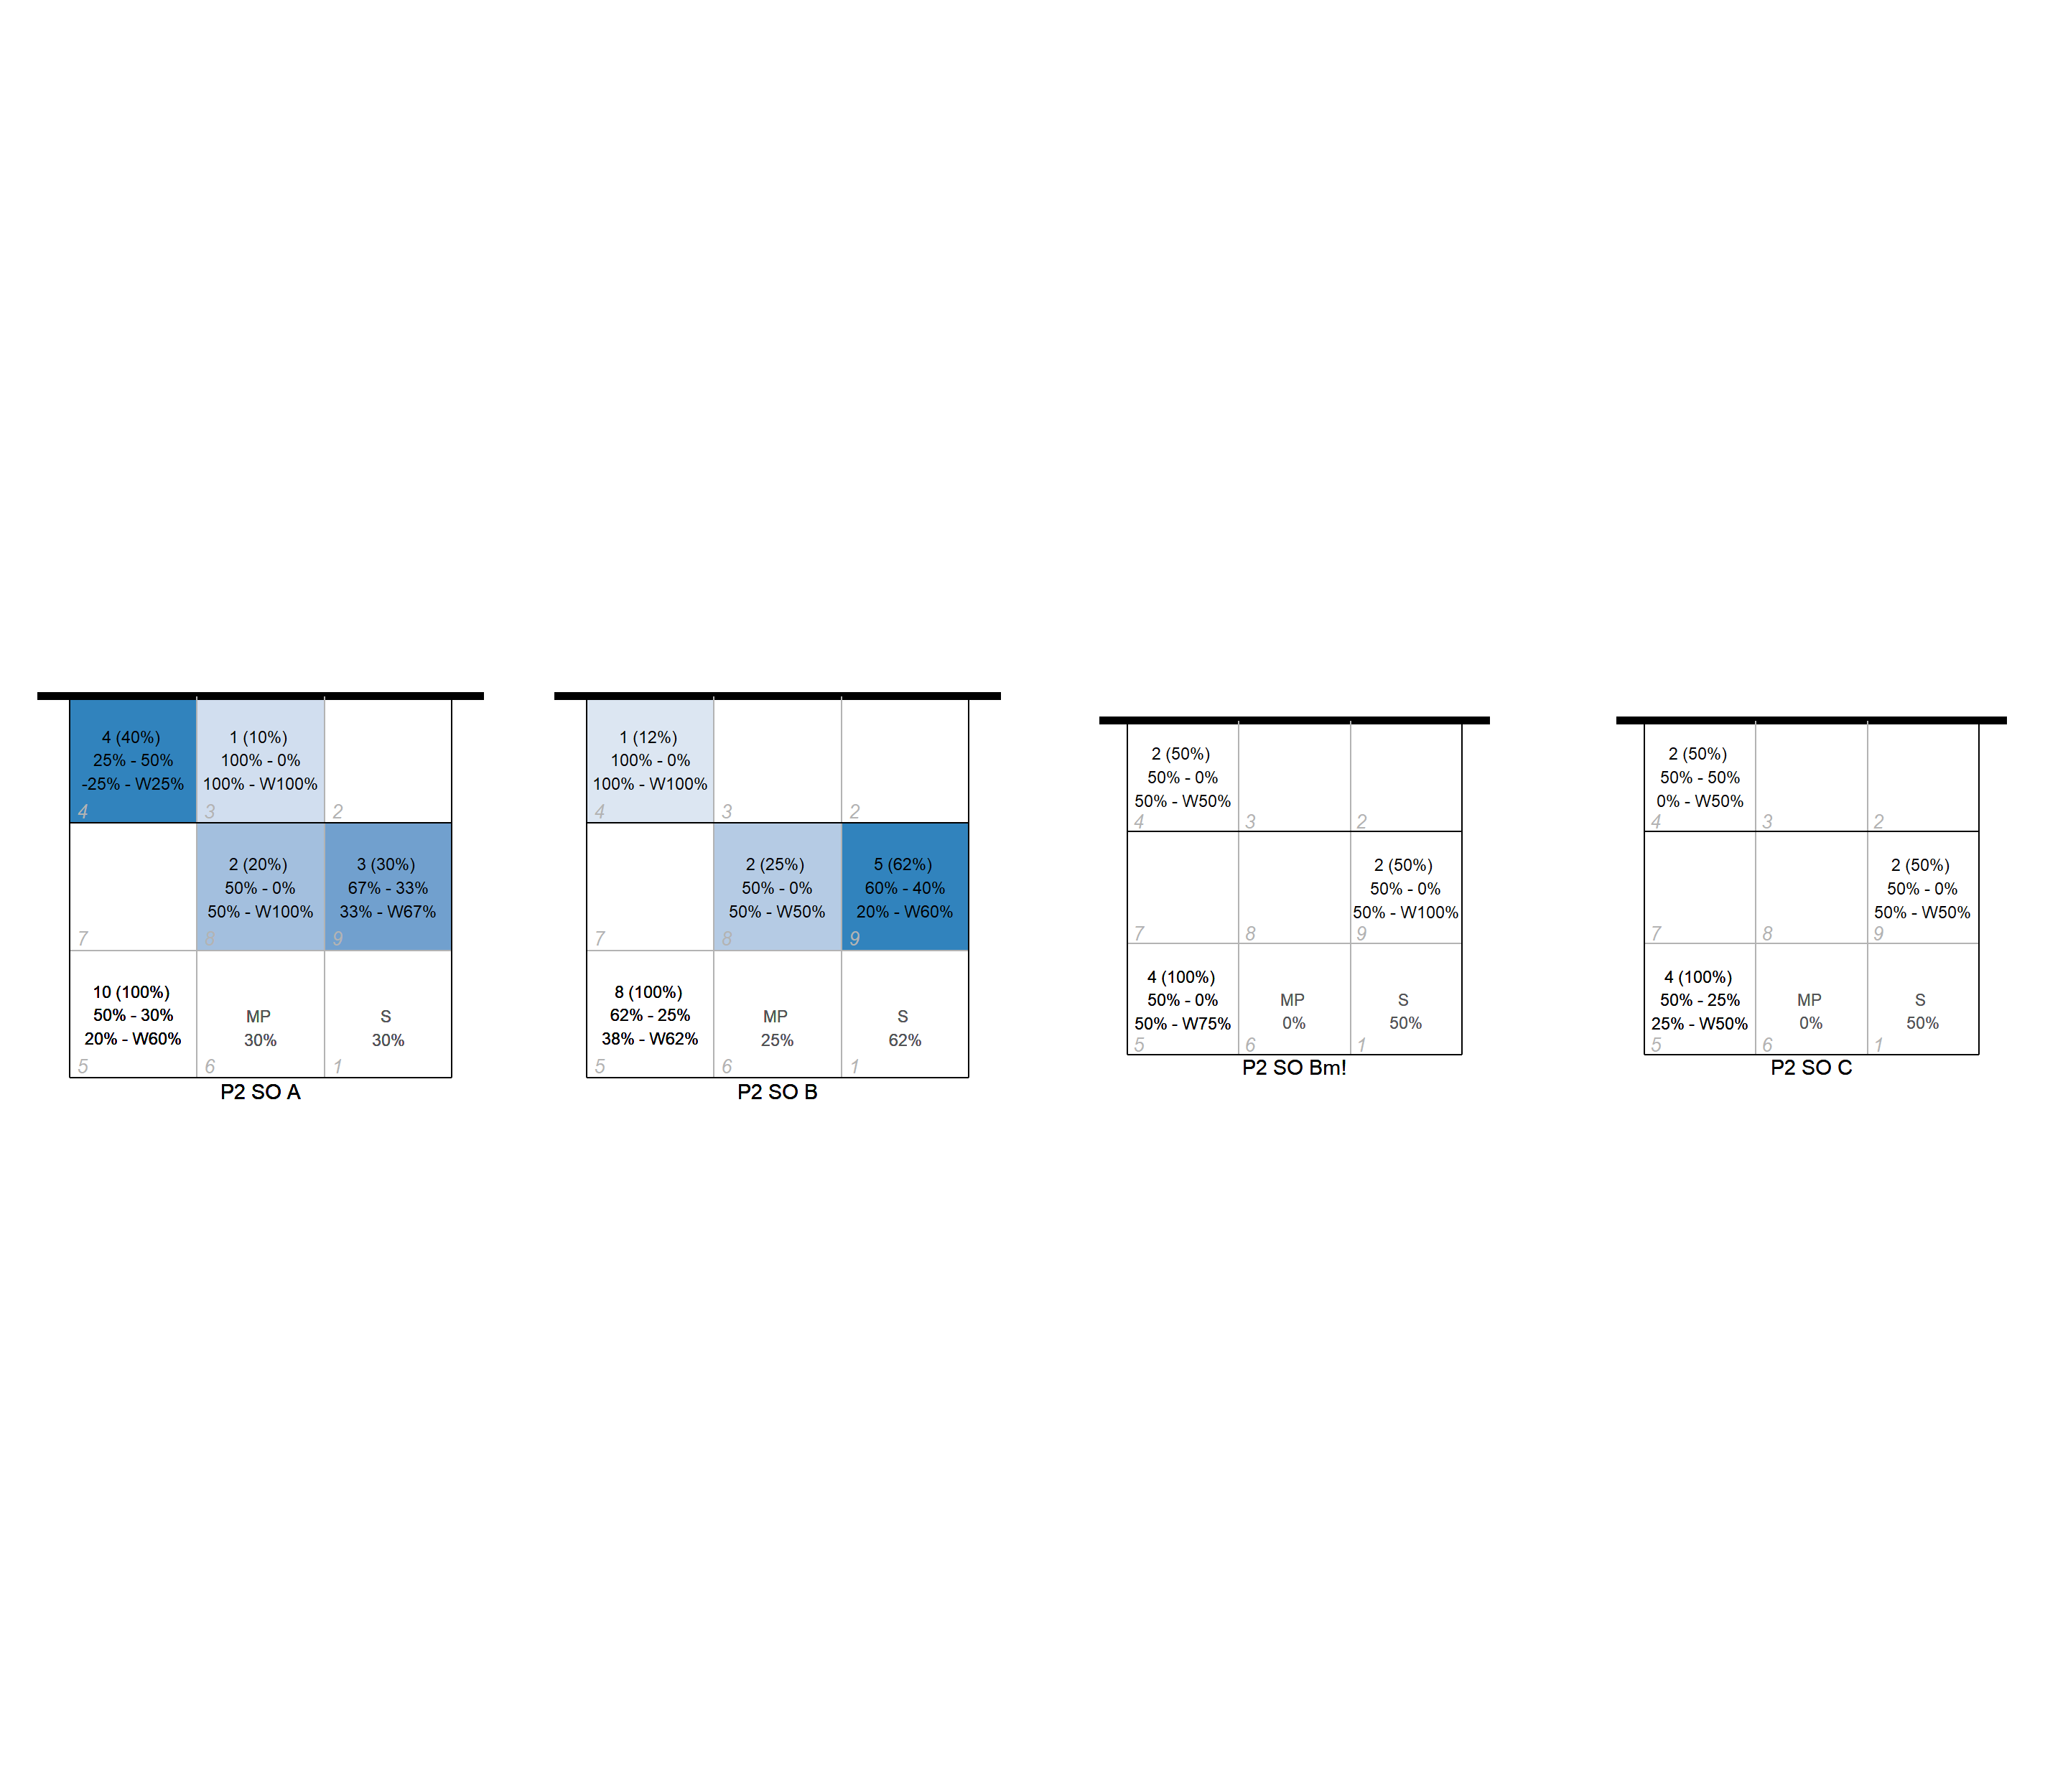 4 (40%)
25% - 50%
-25% - W25%
4
1 (10%)
100% - 0%
100% - W100%
3
2
7
2 (20%)
50% - 0%
50% - W100%
8
3 (30%)
67% - 33%
33% - W67%
9
10 (100%)
50% - 30%
20% - W60%
5
MP
30%
6
S
30%
1
P2 SO A
1 (12%)
100% - 0%
100% - W100%
4
3
2
7
2 (25%)
50% - 0%
50% - W50%
8
5 (62%)
60% - 40%
20% - W60%
9
8 (100%)
62% - 25%
38% - W62%
5
MP
25%
6
S
62%
1
P2 SO B
2 (50%)
50% - 0%
50% - W50%
4
3
2
7
8
2 (50%)
50% - 0%
50% - W100%
9
4 (100%)
50% - 0%
50% - W75%
5
MP
0%
6
S
50%
1
P2 SO Bm!
2 (50%)
50% - 50%
0% - W50%
4
3
2
7
8
2 (50%)
50% - 0%
50% - W50%
9
4 (100%)
50% - 25%
25% - W50%
5
MP
0%
6
S
50%
1
P2 SO C